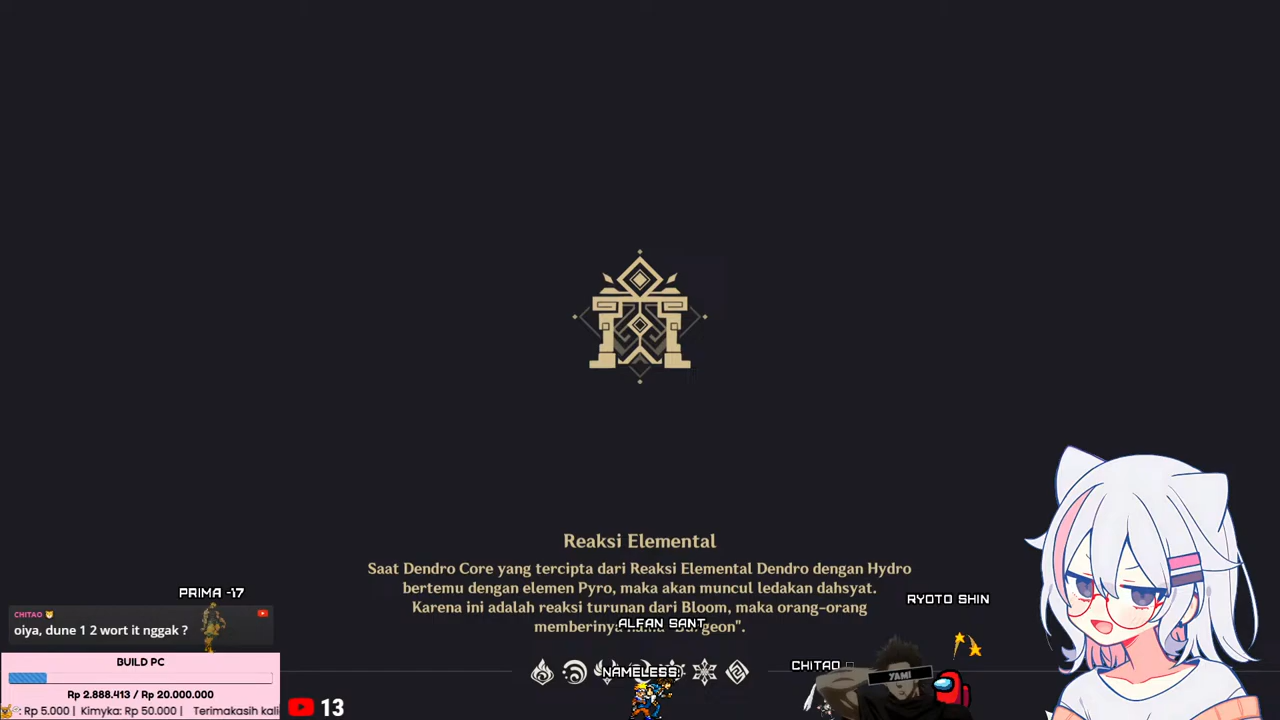 Reaksi Elemental
Saat Dendro Core yang tercipta dari Reaksi Elemental Dendro dengan Hydro
bertemu dengan elemen Pyro, maka akan muncul ledakan dahsyat.
Karena ini adalah reaksi turunan dari Bloom, maka orang-orang
"Burgeon".
PRIMA -17
CHITAO
oiya, dune 1 2 wort it nggak ?
BUILD PC
Rp 2.888.413 / Rp 20.000.000
: Rp 5.000 | Kimyka: Rp 50.000 | Terimakasih kali
13
ALFAN SANT
NAMELESS
CHITAO
YAMI
RYOTO SHIN